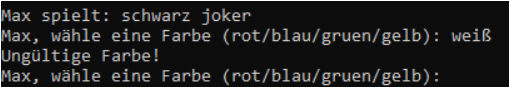 Max spielt: schwarz joker
Max, wähle eine Farbe (rot/blau/gruen/gelb): weiß
Ungültige Farbe!
Max, wähle eine Farbe (rot/blau/gruen/gelb):